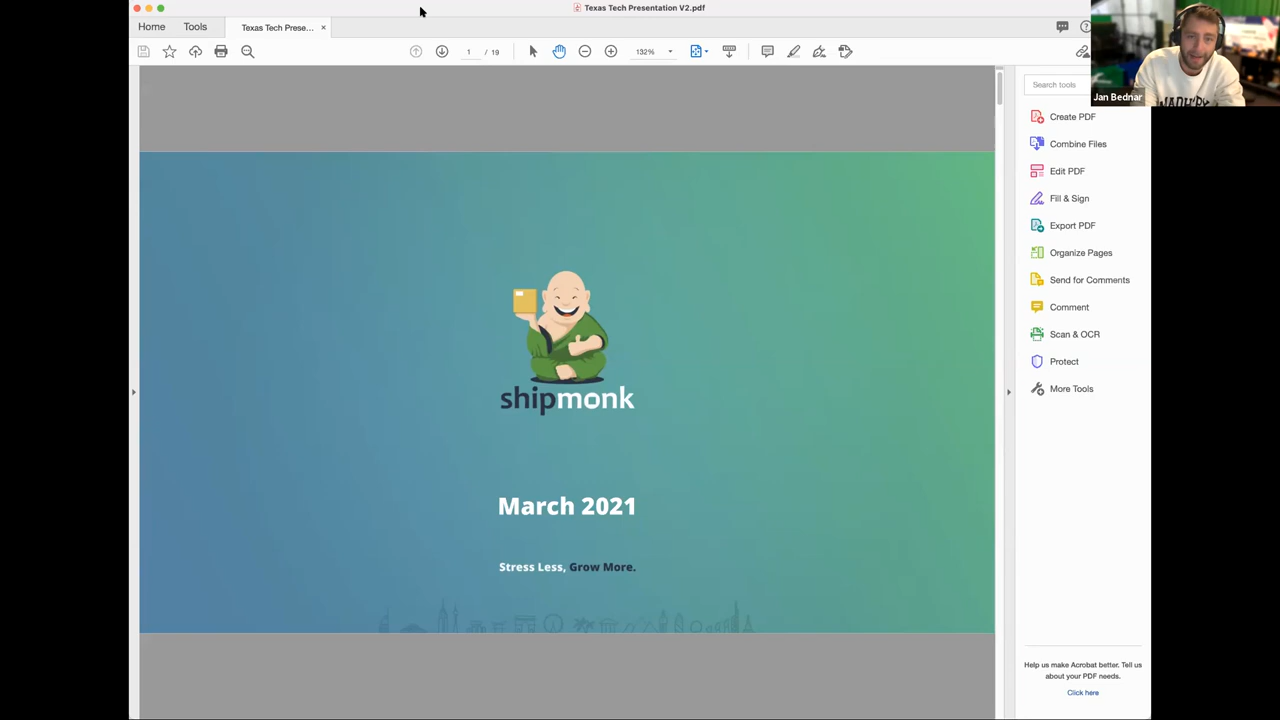 Texas Tech Presentation V2.pdf
Home
Tools
Texas Tech Prese...
1 / 19
132%
Jan Bednar
Search tools
Create PDF
Combine Files
Edit PDF
Fill & Sign
Export PDF
Organize Pages
Send for Comments
Comment
Scan & OCR
Protect
More Tools
shipmonk
March 2021
Stress Less, Grow More.
Help us make Acrobat better. Tell us
about your PDF needs.
Click here